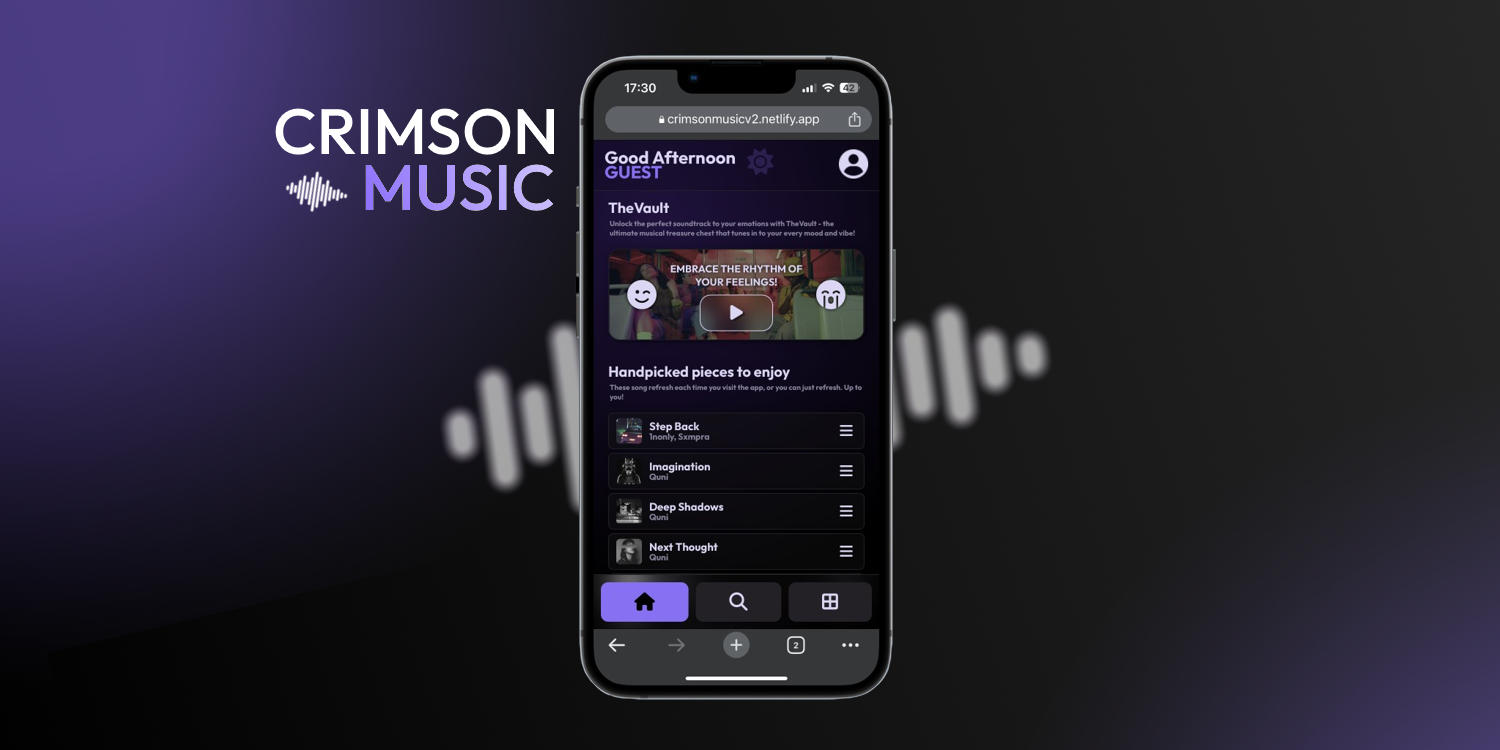 CRIMSON
MUSIC
17:30
42
crimsonmusicv2.netlify.app
Good Afternoon
GUEST
TheVault
Unlock the perfect soundtrack to your emotions with TheVault - the
ultimate musical treasure chest that tunes in to your every mood and vibe!
EMBRACE THE RHYTHM OF
YOUR FEELINGS!
Handpicked pieces to enjoy
These song refresh each time you visit the app, or you can just refresh. Up to
you!
Step Back
1nonly, Sxmpra
Imagination
Quni
Deep Shadows
Quni
Next Thought
Quni
2